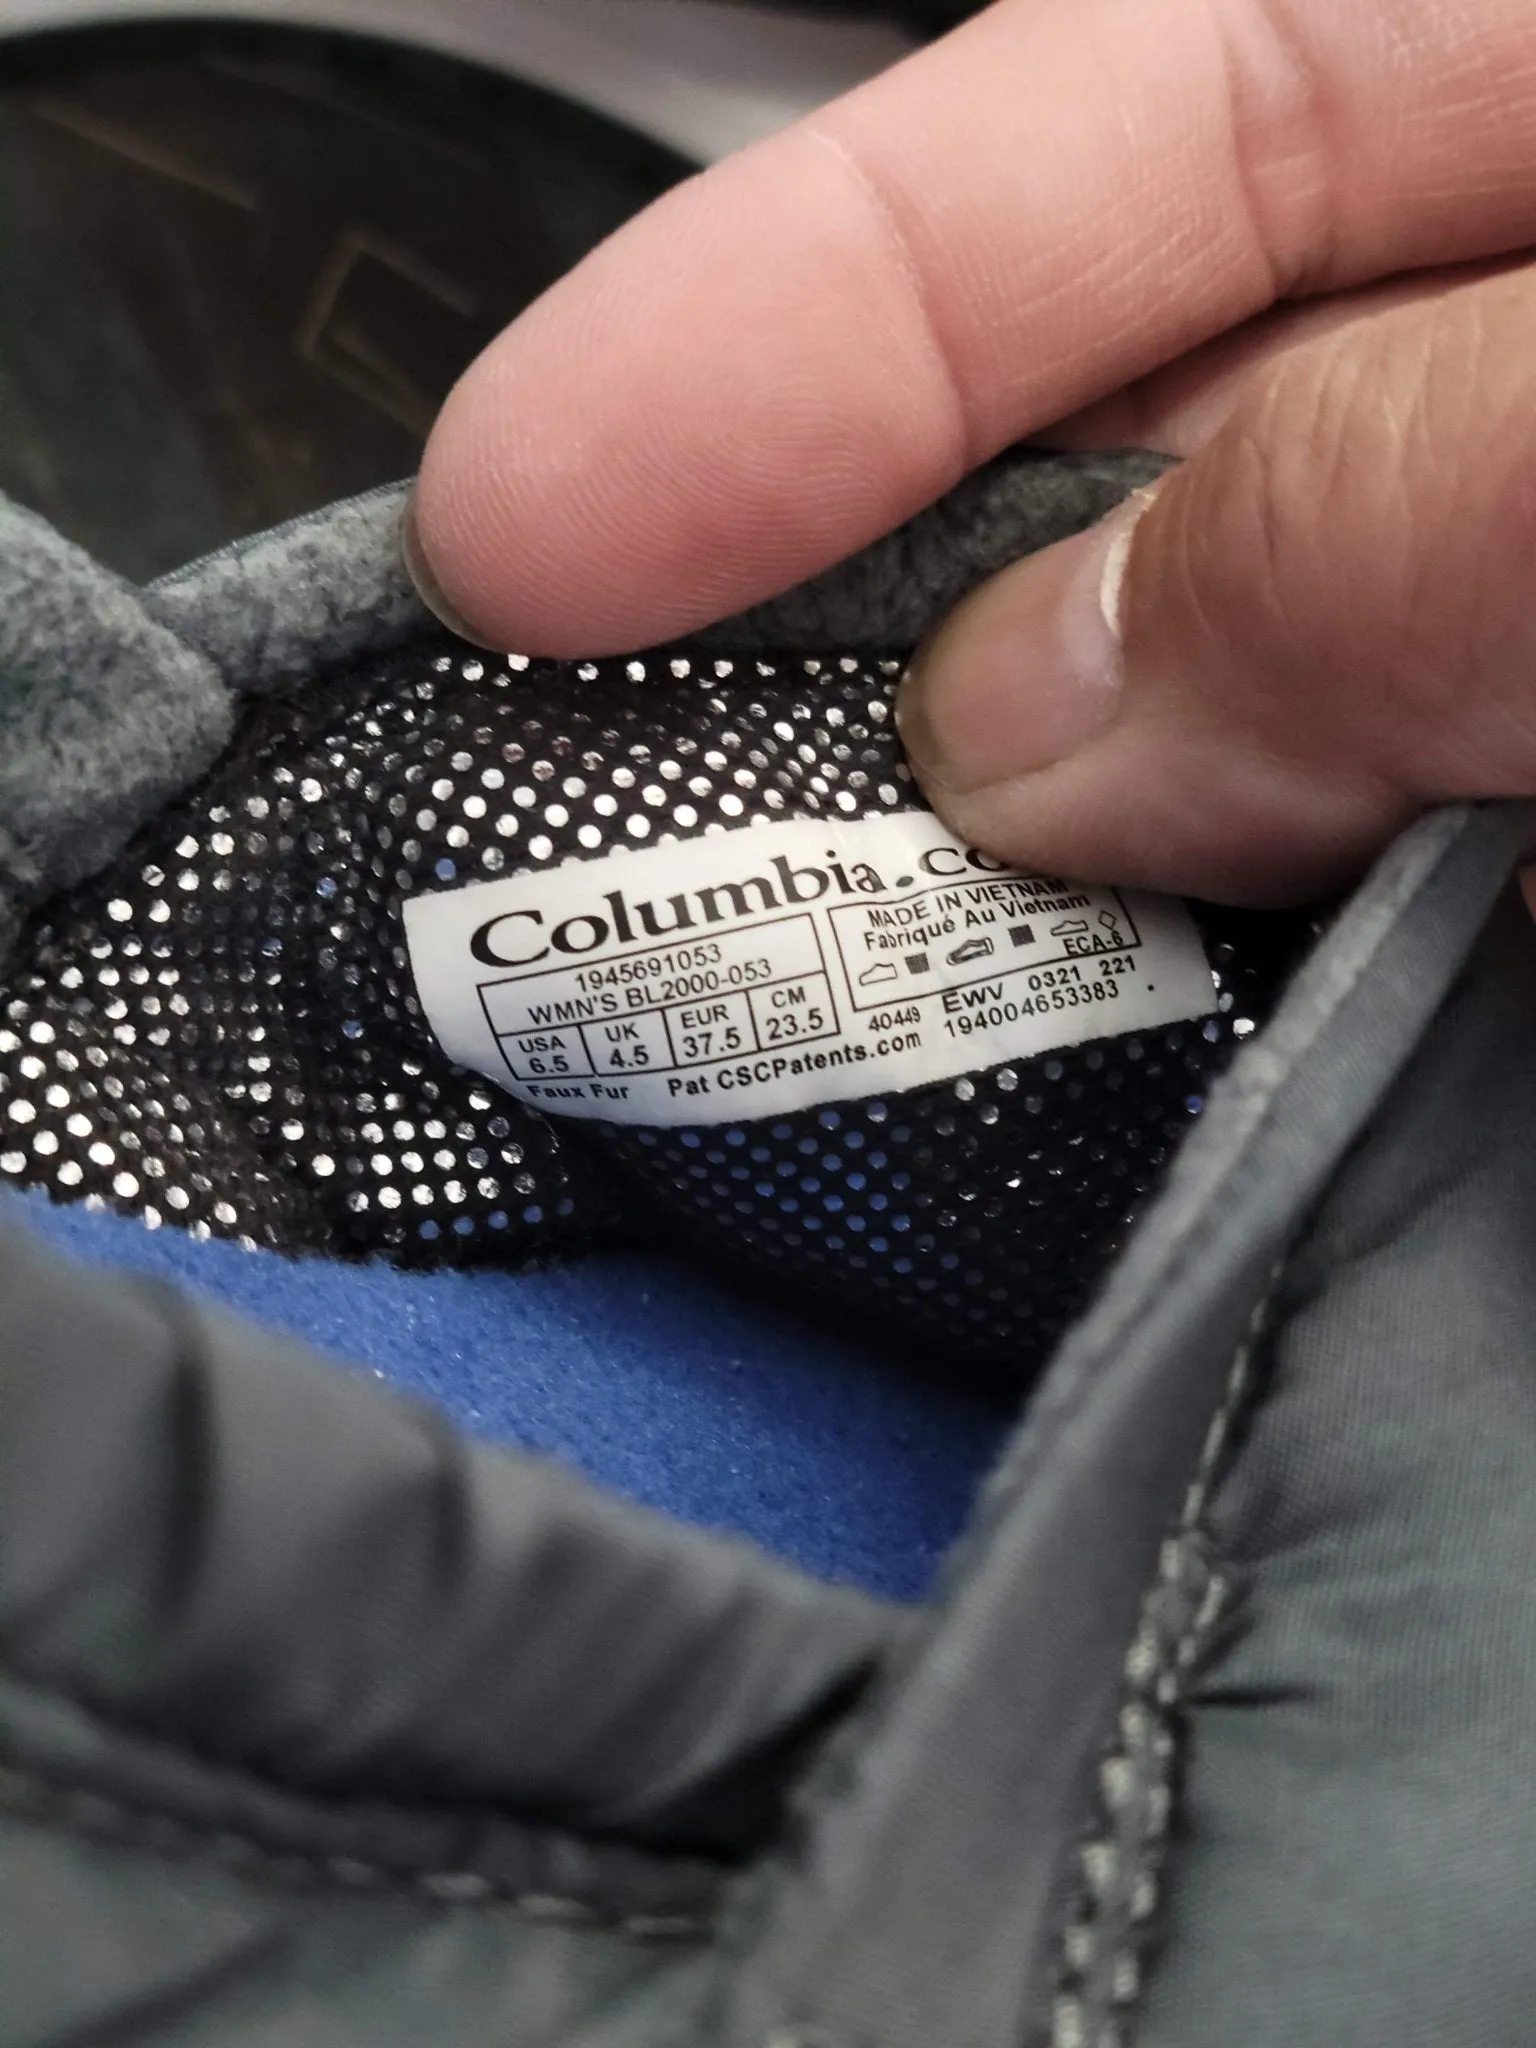 Columbia.co
1945691053
WMN'S BL2000-053
USA UK EUR CM
6.5 4.5 37.5 23.5
Faux Fur Pat CSCPatents.com
MADE IN VIETNAM
Fabriqué Au Vietnam
ECA-6
40449 EWV 0321 221
194004653383